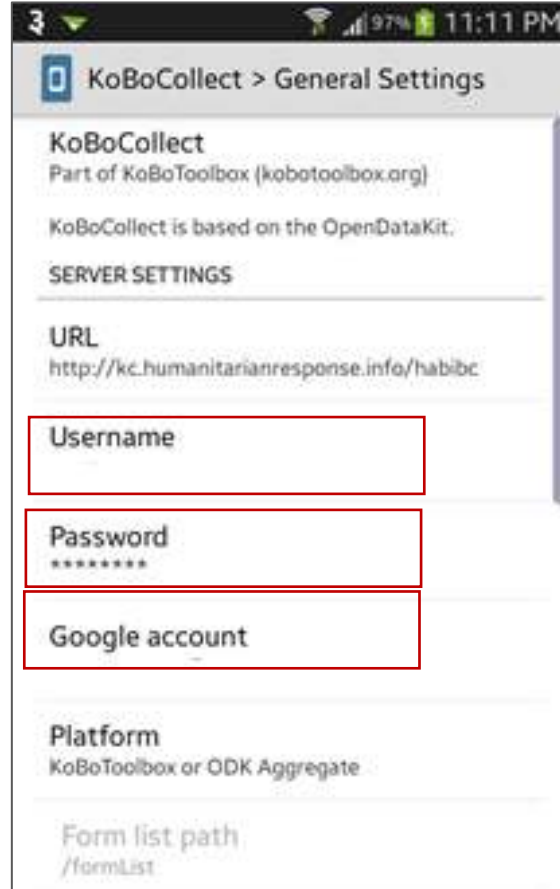 3 97% 11:11 PM
KoBoCollect > General Settings
KoBoCollect
Part of KoBoToolbox (kobotoolbox.org)
KoBoCollect is based on the OpenDataKit.
SERVER SETTINGS
URL
http://kc.humanitarianresponse.info/habibc
Username
Password
********
Google account
Platform
KoBoToolbox or ODK Aggregate
Form list path
/formList